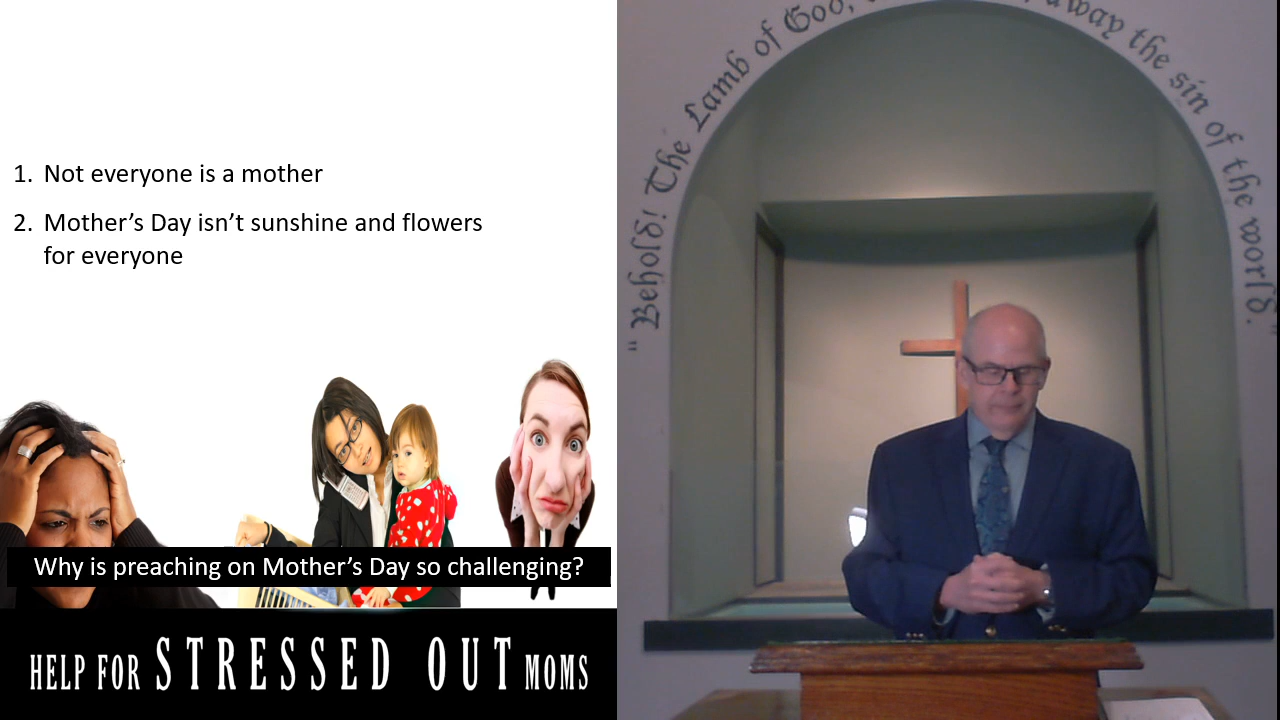 1. Not everyone is a mother
2. Mother’s Day isn’t sunshine and flowers
for everyone
Why is preaching on Mother’s Day so challenging?
HELP FOR STRESSED OUT MOMS
"Behold! The Lamb of God, away the sin of the world."